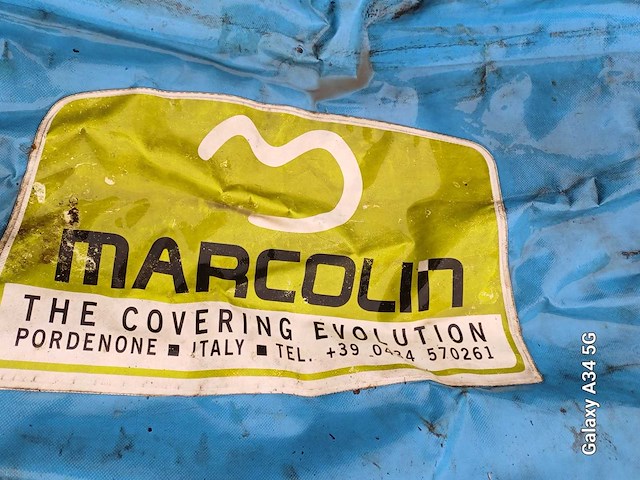 MARCOLIN
THE COVERING EVOLUTION
PORDENONE ■ ITALY ■ TEL. +39 0434 570261
Galaxy A34 5G